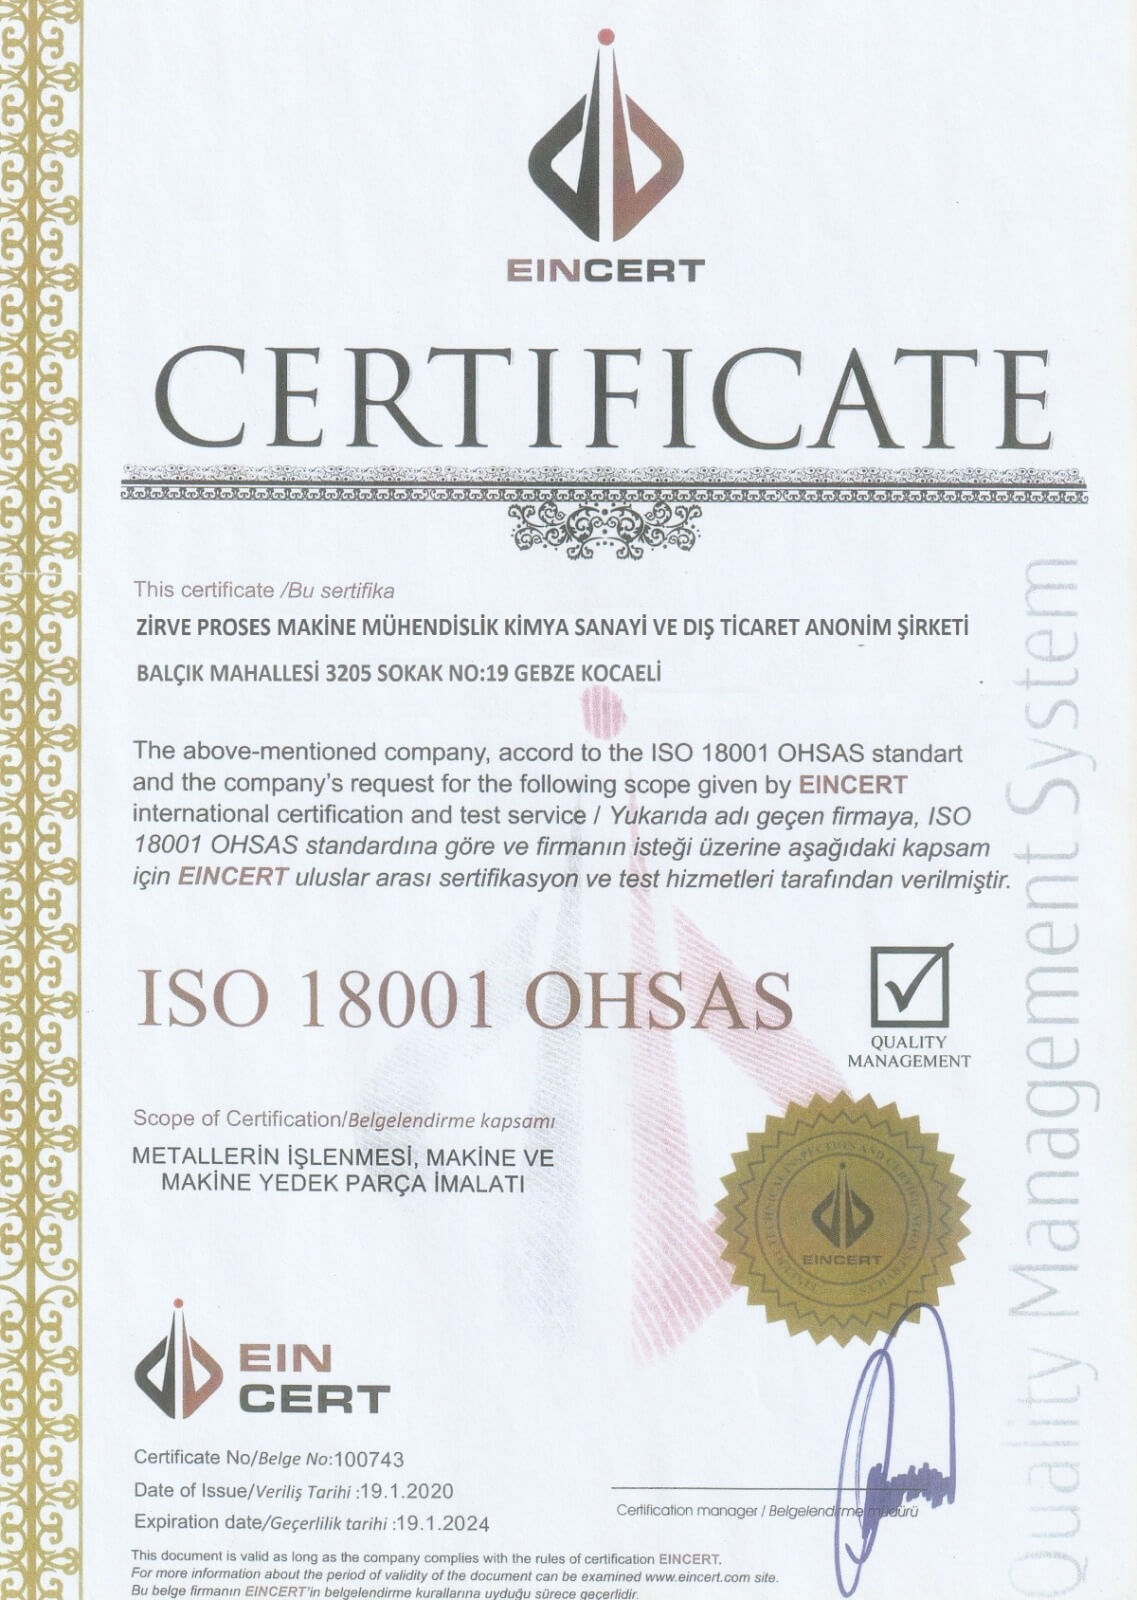 EINCERT
CERTIFICATE
This certificate /Bu sertifika
ZİRVE PROSES MAKİNE MÜHENDİSLİK KİMYA SANAYİ VE DIŞ TİCARET ANONİM ŞİRKETİ
BALÇIK MAHALLESİ 3205 SOKAK NO:19 GEBZE KOCAELİ
The above-mentioned company, accord to the ISO 18001 OHSAS standart
and the company's request for the following scope given by EINCERT
international certification and test service / Yukarıda adı geçen firmaya, ISO
18001 OHSAS standardına göre ve firmanın isteği üzerine aşağıdaki kapsam
için EINCERT uluslar arası sertifikasyon ve test hizmetleri tarafından verilmiştir.
ISO 18001 OHSAS
QUALITY
MANAGEMENT
Scope of Certification/Belgelendirme kapsamı
METALLERİN İŞLENMESİ, MAKİNE VE
MAKİNE YEDEK PARÇA İMALATI
EINCERT TECHNICAL INSPECTION AND CERTIFICATION SERVICES
EINCERT
EIN
CERT
Certificate No/Belge No:100743
Date of Issue/Veriliş Tarihi :19.1.2020
Expiration date/Geçerlilik tarihi :19.1.2024
Certification manager / Belgelendirme müdürü
This document is valid as long as the company complies with the rules of certification EINCERT.
For more information about the period of validity of the document can be examined www.eincert.com site.
Bu belge firmanın EINCERT'in belgelendirme kurallarına uyduğu sürece geçerlidir.
Quality Management System